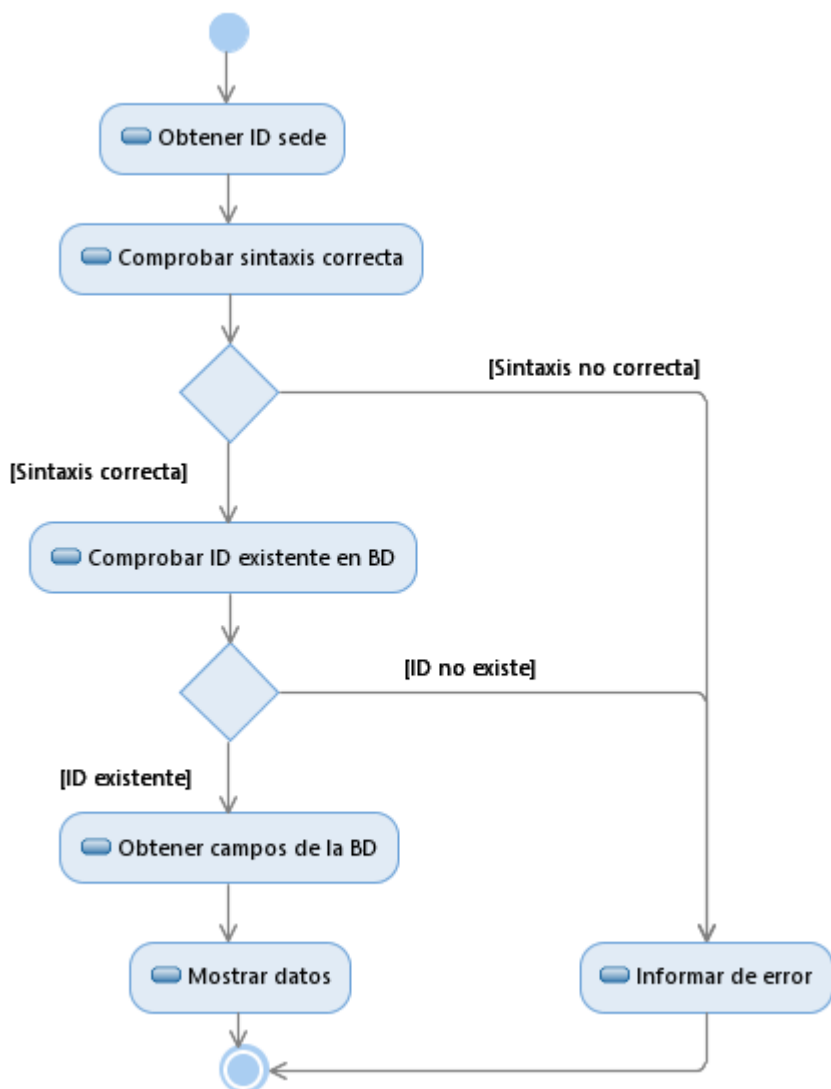 Obtener ID sede
Comprobar sintaxis correcta
[Sintaxis no correcta]
[Sintaxis correcta]
Comprobar ID existente en BD
[ID no existe]
[ID existente]
Obtener campos de la BD
Mostrar datos
Informar de error